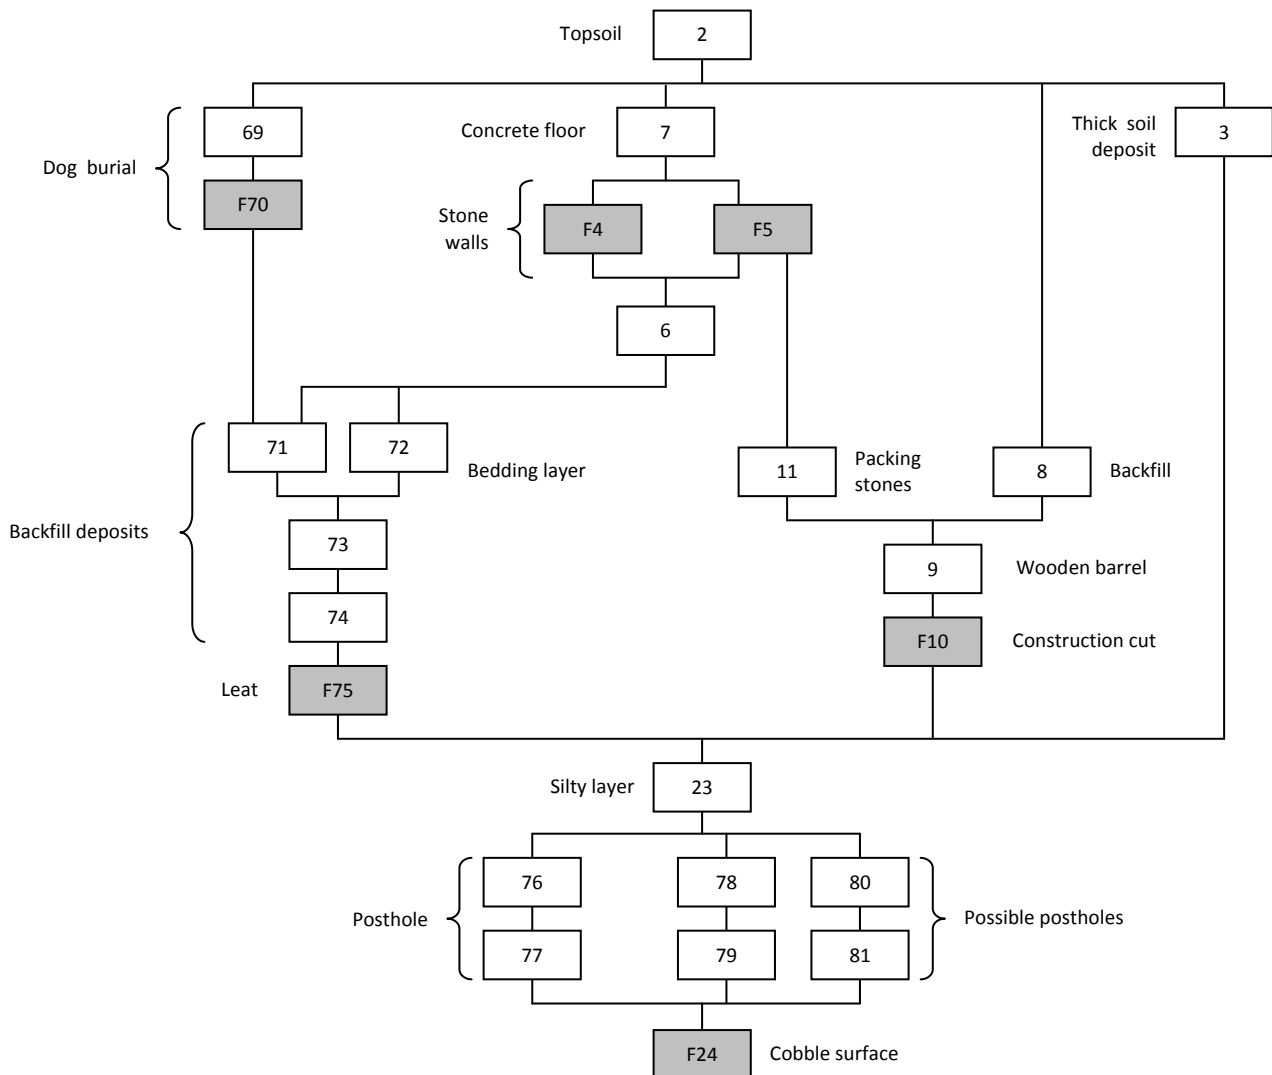 Topsoil
2
69
Concrete floor
7
Thick soil
deposit
3
Dog burial
F70
Stone
walls
F4
F5
6
71
72
Bedding layer
11
Packing
stones
8
Backfill
Backfill deposits
73
9
Wooden barrel
74
F10
Construction cut
Leat
F75
Silty layer
23
76
78
80
Posthole
Possible postholes
77
79
81
F24
Cobble surface